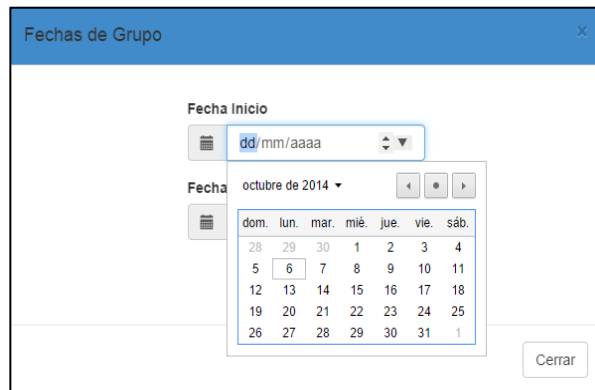 Fechas de Grupo x
Fecha Inicio
dd/mm/aaaa
Fecha
octubre de 2014
dom. lun. mar. mié. jue. vie. sáb.
28 29 30 1 2 3 4
5 6 7 8 9 10 11
12 13 14 15 16 17 18
19 20 21 22 23 24 25
26 27 28 29 30 31 1
Cerrar